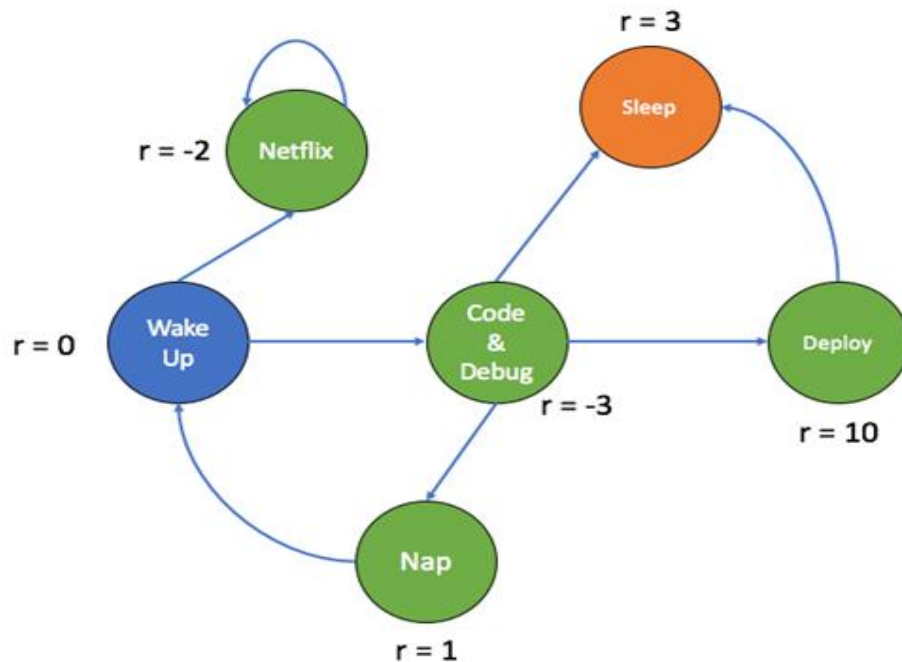 r = 3
Sleep
Netflix
r = -2
Wake
Up
r = 0
Code
&
Debug
r = -3
Deploy
r = 10
Nap
r = 1